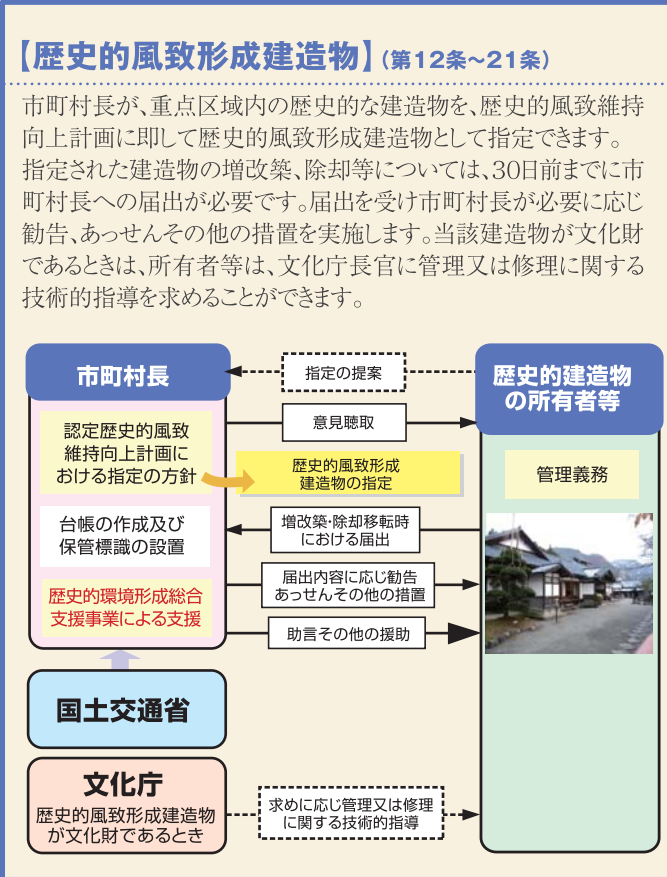 【歴史的風致形成建造物】(第12条～21条)
市町村長が、重点区域内の歴史的な建造物を、歴史的風致維持
向上計画に即して歴史的風致形成建造物として指定できます。
指定された建造物の増改築、除却等については、30日前までに市
町村長への届出が必要です。届出を受け市町村長が必要に応じ
勧告、あっせんその他の措置を実施します。当該建造物が文化財
であるときは、所有者等は、文化庁長官に管理又は修理に関する
技術的指導を求めることができます。
市町村長
認定歴史的風致
維持向上計画に
おける指定の方針
台帳の作成及び
保管標識の設置
歴史的環境形成総合
支援事業による支援
指定の提案
意見聴取
歴史的風致形成
建造物の指定
増改築・除却移転時
における届出
届出内容に応じ勧告
あっせんその他の措置
助言その他の援助
歴史的建造物
の所有者等
管理義務
国土交通省
文化庁
歴史的風致形成建造物
が文化財であるとき
求めに応じ管理又は修理
に関する技術的指導